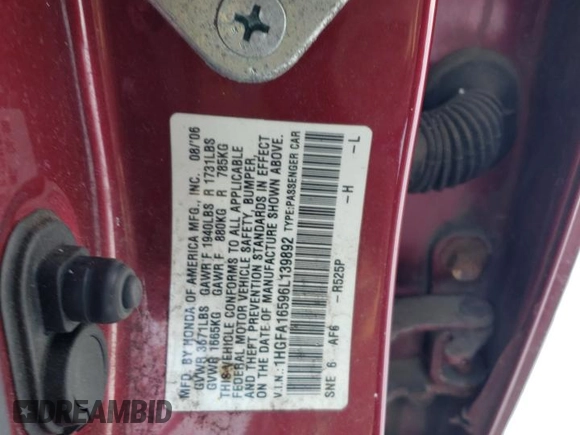 MFD. BY HONDA OF AMERICA MFG., INC. 08/'06
GVWR 3671LBS GAWR F 1940LBS R 1731LBS
GVWR 1665KG GAWR F 880KG R 785KG
THIS VEHICLE CONFORMS TO ALL APPLICABLE
FEDERAL MOTOR VEHICLE SAFETY, BUMPER,
AND THEFT PREVENTION STANDARDS IN EFFECT
ON THE DATE OF MANUFACTURE SHOWN ABOVE.
V.I.N.: 1HGFA16596L139892 TYPE:PASSENGER CAR
SNE 6 AF6 -R525P -H -L
DREAMBID